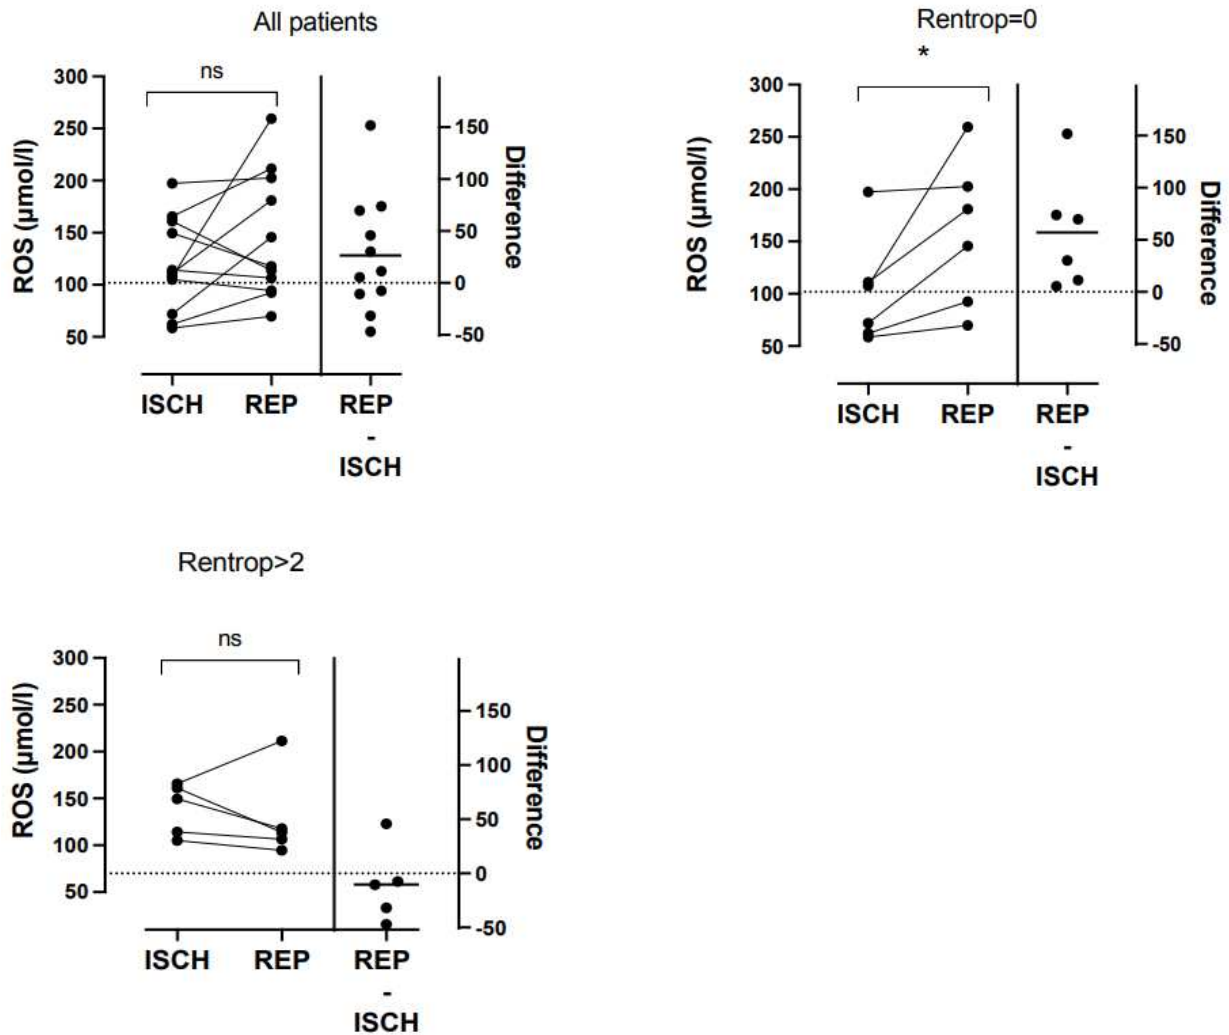 All patients
ns
300
250
200
150
100
50
ROS (µmol/l)
150
100
50
0
-50
Difference
ISCH REP REP
-
ISCH
Rentrop=0
*
300
250
200
150
100
50
ROS (µmol/l)
150
100
50
0
-50
Difference
ISCH REP REP
-
ISCH
Rentrop>2
ns
300
250
200
150
100
50
ROS (µmol/l)
150
100
50
0
-50
Difference
ISCH REP REP
-
ISCH